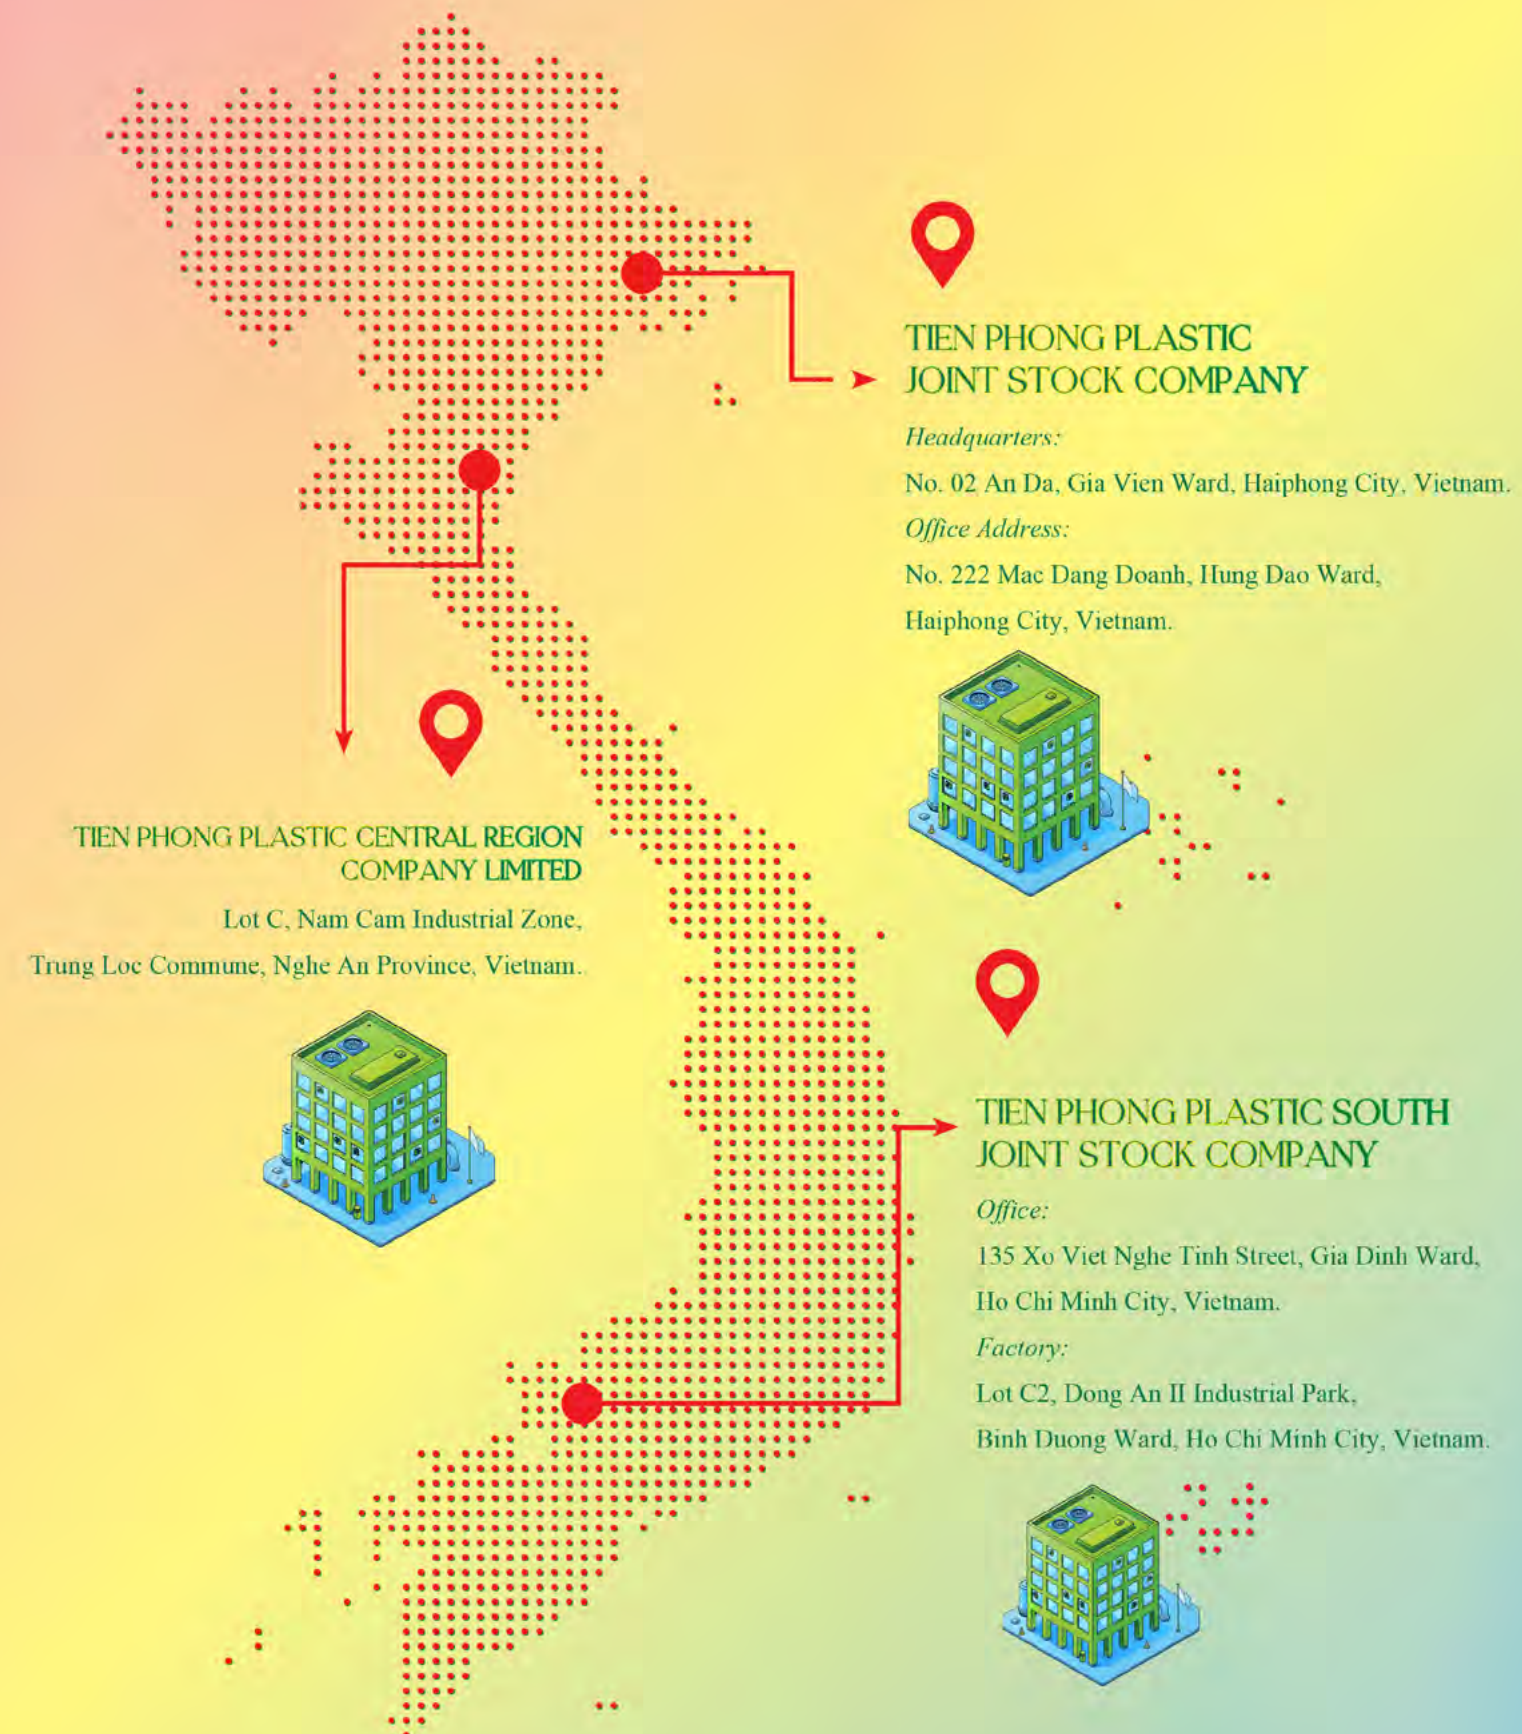 TIEN PHONG PLASTIC
JOINT STOCK COMPANY
Headquarters:
No. 02 An Da, Gia Vien Ward, Haiphong City, Vietnam.
Office Address:
No. 222 Mac Dang Doanh, Hung Dao Ward,
Haiphong City, Vietnam.
TIEN PHONG PLASTIC CENTRAL REGION
COMPANY LIMITED
Lot C, Nam Cam Industrial Zone,
Trung Loc Commune, Nghe An Province, Vietnam.
TIEN PHONG PLASTIC SOUTH
JOINT STOCK COMPANY
Office:
135 Xo Viet Nghe Tinh Street, Gia Dinh Ward,
Ho Chi Minh City, Vietnam.
Factory:
Lot C2, Dong An II Industrial Park,
Binh Duong Ward, Ho Chi Minh City, Vietnam.